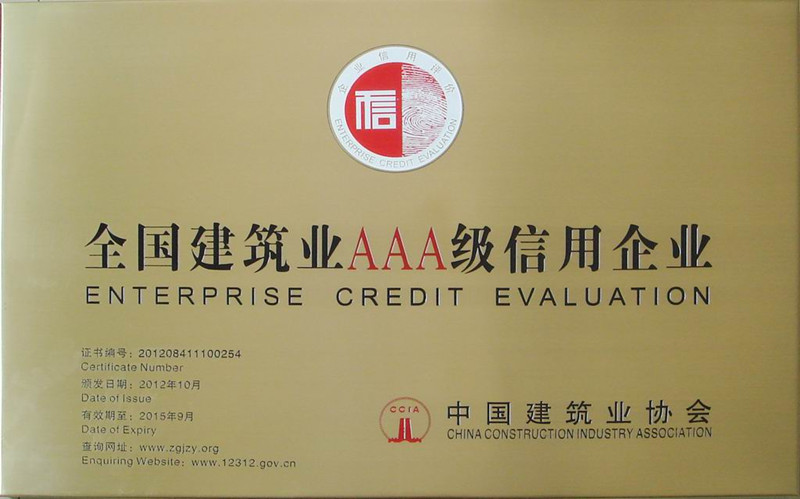 企业信用评价
信
ENTERPRISE CREDIT EVALUATION
全国建筑业AAA级信用企业
ENTERPRISE CREDIT EVALUATION
证书编号：201208411100254
Certificate Number
颁发日期：2012年10月
Date of Issue
有效期至：2015年9月
Date of Expiry
查询网址：www.zgjzy.org
Enquiring Website：www.12312.gov.cn
CCIA
中国建筑业协会
CHINA CONSTRUCTION INDUSTRY ASSOCIATION